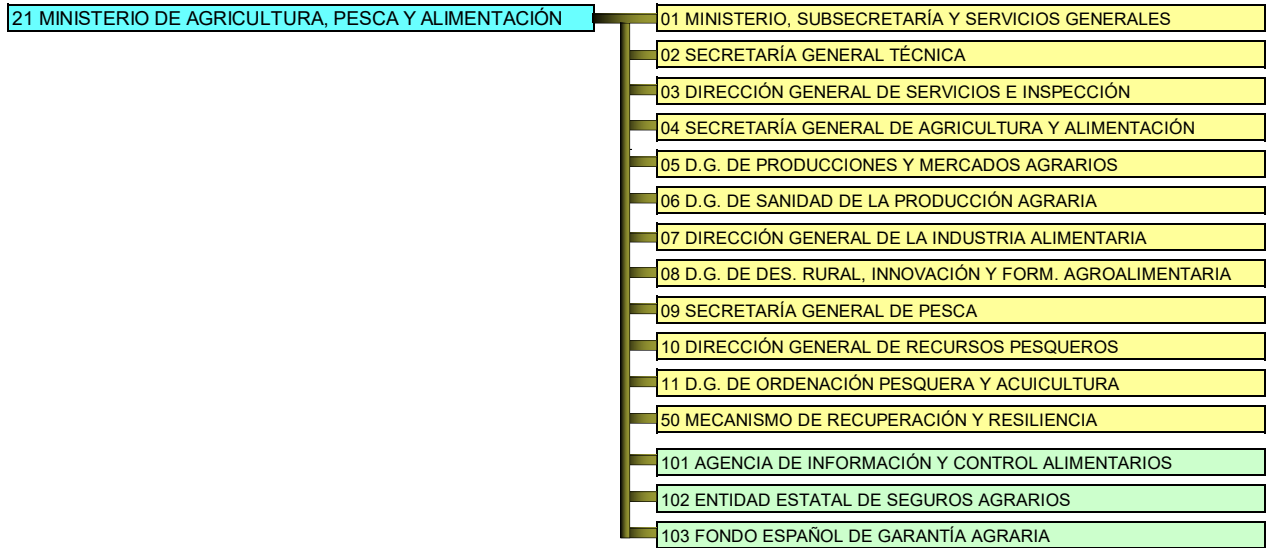 21 MINISTERIO DE AGRICULTURA, PESCA Y ALIMENTACIÓN
01 MINISTERIO, SUBSECRETARÍA Y SERVICIOS GENERALES
02 SECRETARÍA GENERAL TÉCNICA
03 DIRECCIÓN GENERAL DE SERVICIOS E INSPECCIÓN
04 SECRETARÍA GENERAL DE AGRICULTURA Y ALIMENTACIÓN
05 D.G. DE PRODUCCIONES Y MERCADOS AGRARIOS
06 D.G. DE SANIDAD DE LA PRODUCCIÓN AGRARIA
07 DIRECCIÓN GENERAL DE LA INDUSTRIA ALIMENTARIA
08 D.G. DE DES. RURAL, INNOVACIÓN Y FORM. AGROALIMENTARIA
09 SECRETARÍA GENERAL DE PESCA
10 DIRECCIÓN GENERAL DE RECURSOS PESQUEROS
11 D.G. DE ORDENACIÓN PESQUERA Y ACUICULTURA
50 MECANISMO DE RECUPERACIÓN Y RESILIENCIA
101 AGENCIA DE INFORMACIÓN Y CONTROL ALIMENTARIOS
102 ENTIDAD ESTATAL DE SEGUROS AGRARIOS
103 FONDO ESPAÑOL DE GARANTÍA AGRARIA